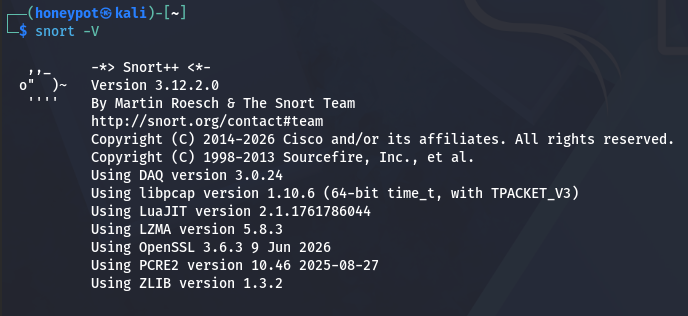 ┌──(honeypot㉿kali)-[~]
└─$ snort -V

   ,,_     -*> Snort++ <*-
  o"  )~   Version 3.12.2.0
   ''''    By Martin Roesch & The Snort Team
           http://snort.org/contact#team
           Copyright (C) 2014-2026 Cisco and/or its affiliates. All rights reserved.
           Copyright (C) 1998-2013 Sourcefire, Inc., et al.
           Using DAQ version 3.0.24
           Using libpcap version 1.10.6 (64-bit time_t, with TPACKET_V3)
           Using LuaJIT version 2.1.1761786044
           Using LZMA version 5.8.3
           Using OpenSSL 3.6.3 9 Jun 2026
           Using PCRE2 version 10.46 2025-08-27
           Using ZLIB version 1.3.2